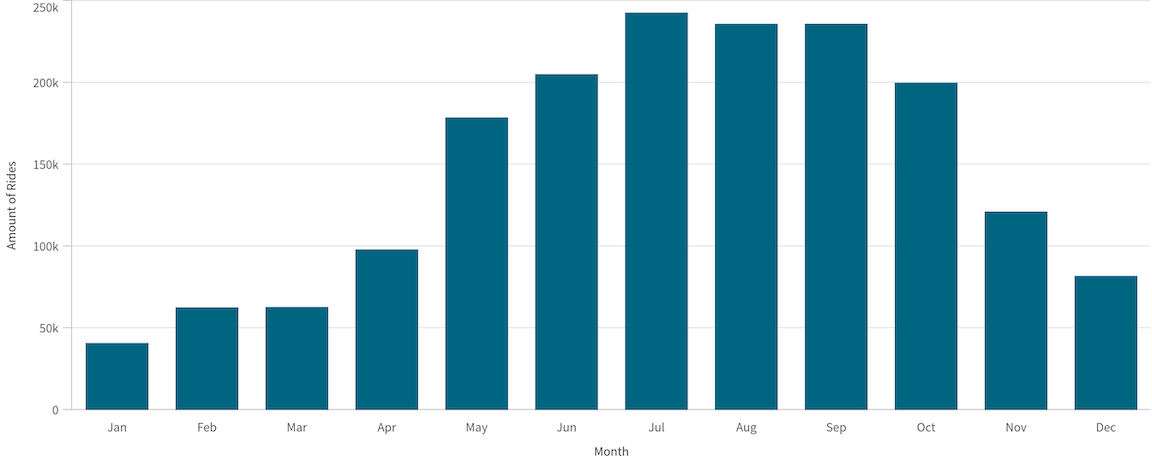 250k
200k
150k
100k
50k
0
Amount of Rides
Jan Feb Mar Apr May Jun Jul Aug Sep Oct Nov Dec
Month